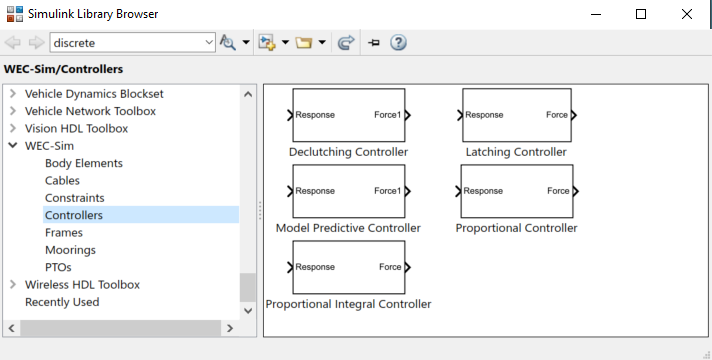 Simulink Library Browser
discrete
WEC-Sim/Controllers
Vehicle Dynamics Blockset
Vehicle Network Toolbox
Vision HDL Toolbox
WEC-Sim
Body Elements
Cables
Constraints
Controllers
Frames
Moorings
PTOs
Wireless HDL Toolbox
Recently Used
Response Force1
Declutching Controller
Response Force
Latching Controller
Response Force1
Model Predictive Controller
Response Force
Proportional Controller
Response Force
Proportional Integral Controller